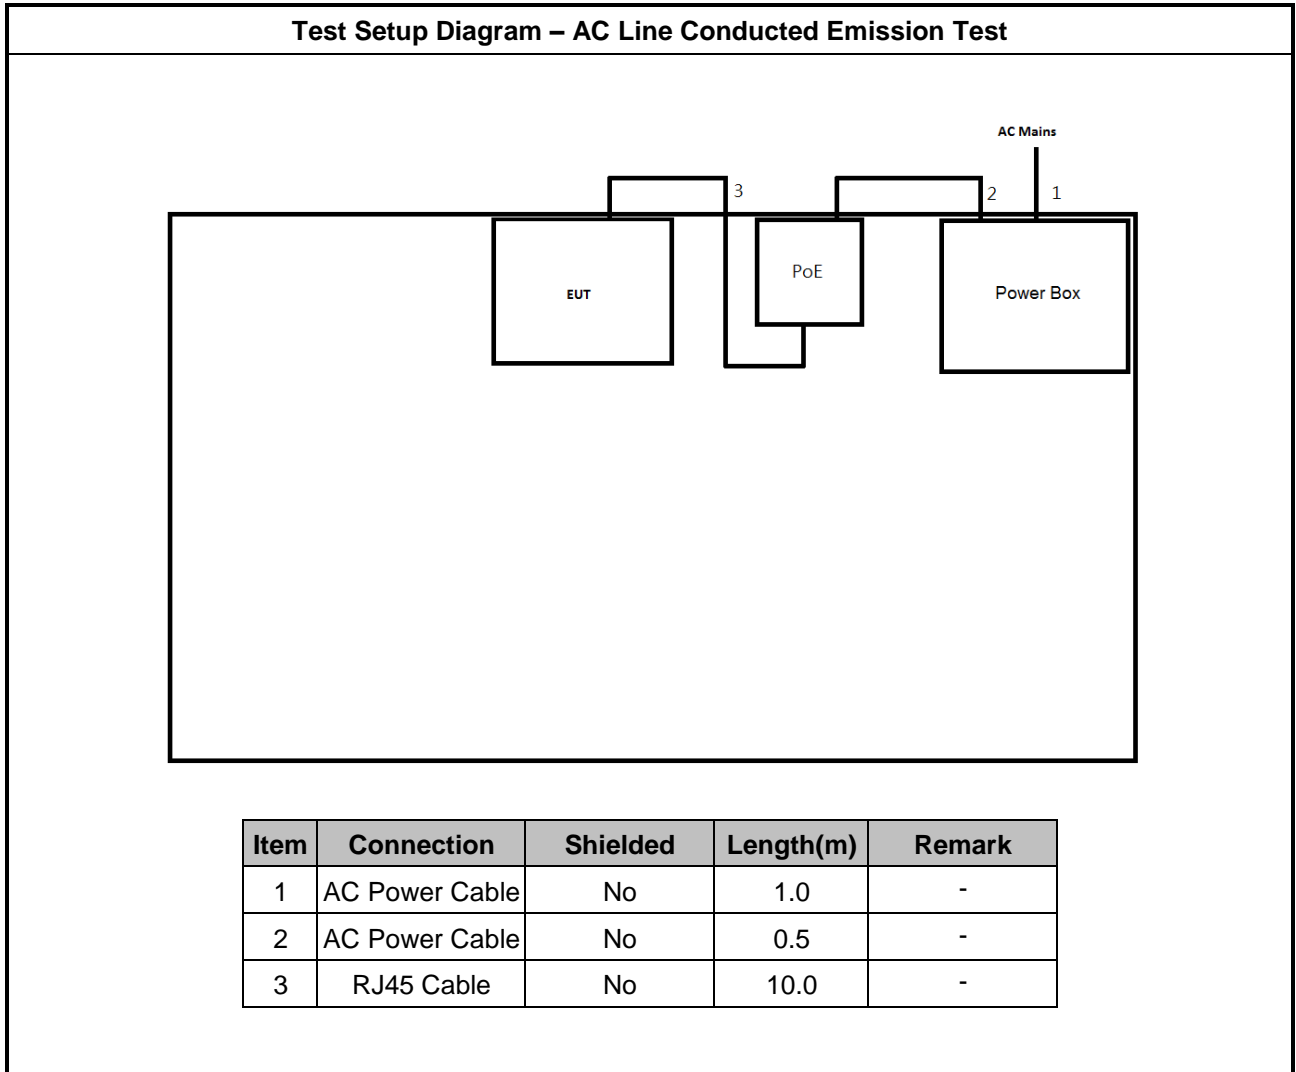 Test Setup Diagram – AC Line Conducted Emission Test
AC Mains
3
2
1
EUT
PoE
Power Box
Item Connection Shielded Length(m) Remark
1 AC Power Cable No 1.0 -
2 AC Power Cable No 0.5 -
3 RJ45 Cable No 10.0 -